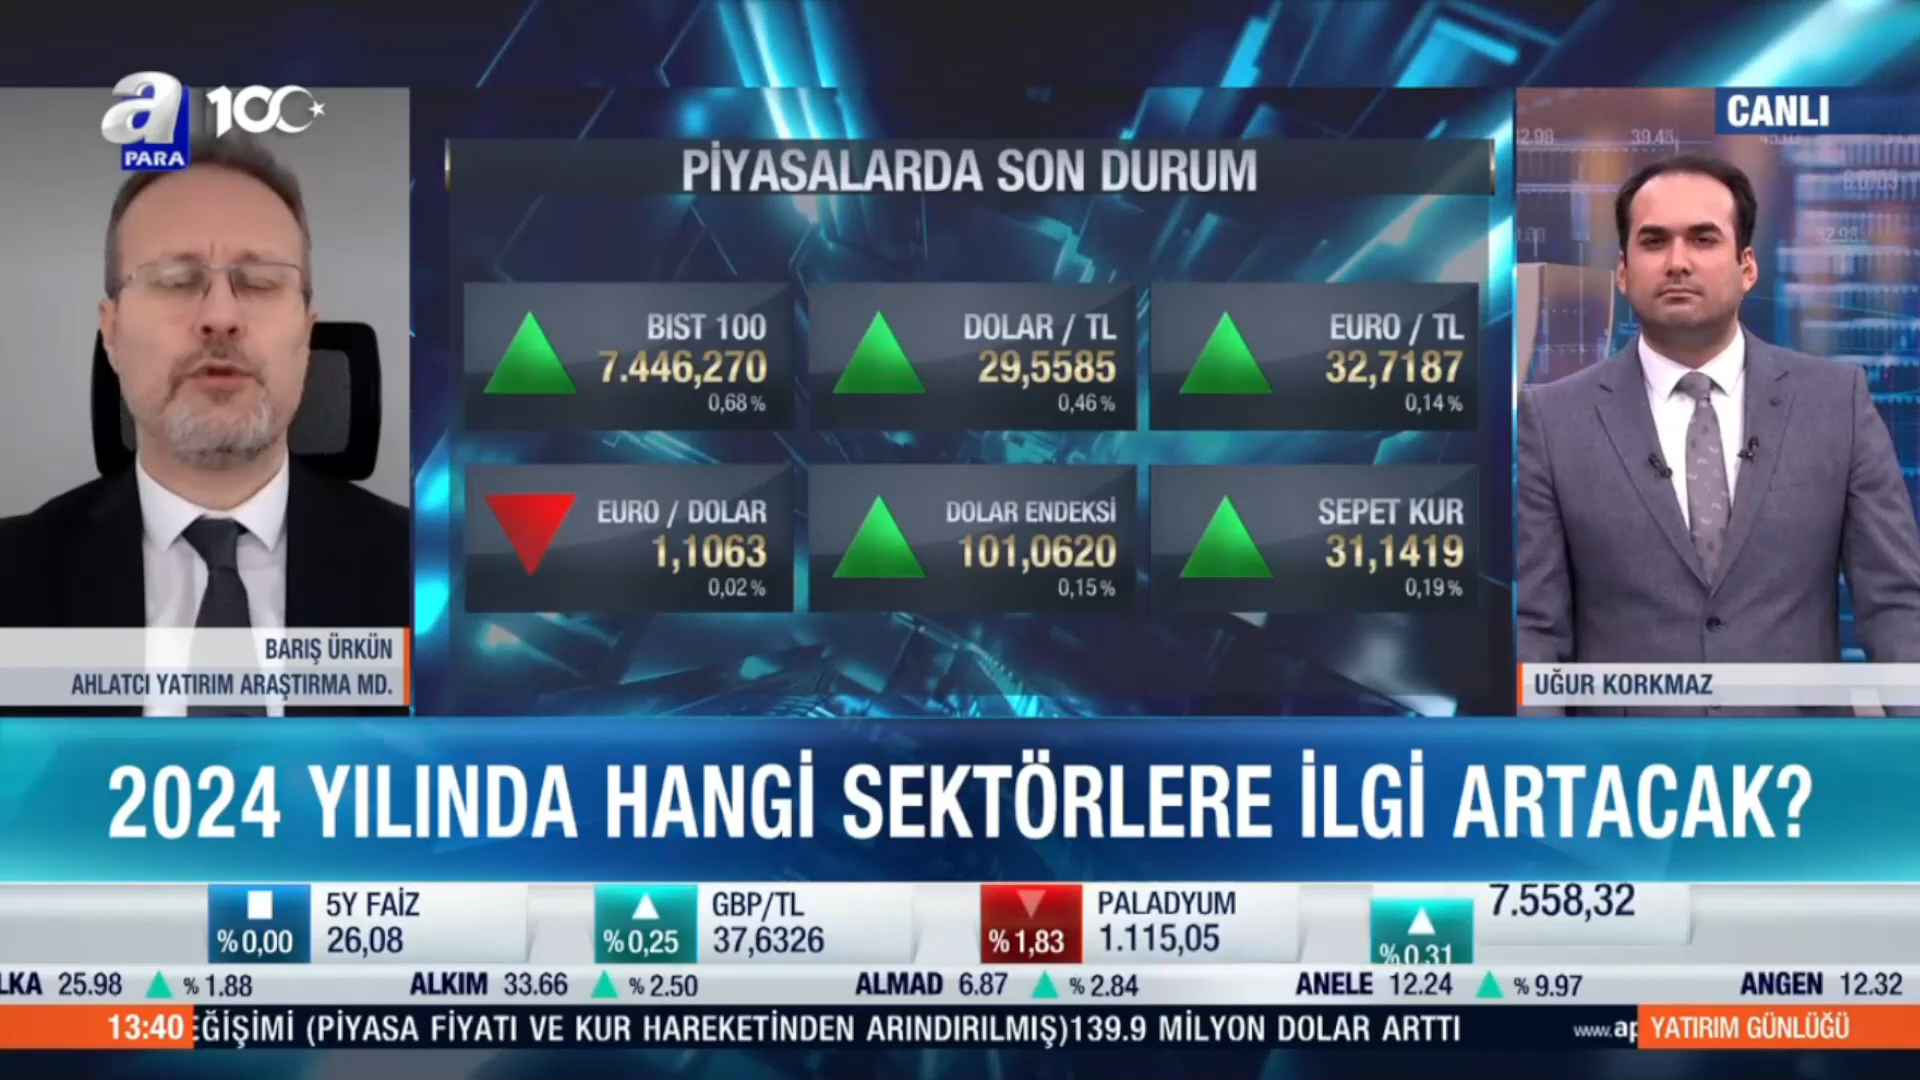 a
PARA
100
CANLI
PİYASALARDA SON DURUM
BIST 100
7.446,270
0,68 %
DOLAR / TL
29,5585
0,46 %
EURO / TL
32,7187
0,14 %
EURO / DOLAR
1,1063
0,02 %
DOLAR ENDEKSİ
101,0620
0,15 %
SEPET KUR
31,1419
0,19 %
BARIŞ ÜRKÜN
AHLATCI YATIRIM ARAŞTIRMA MD.
UĞUR KORKMAZ
2024 YILINDA HANGİ SEKTÖRLERE İLGİ ARTACAK?
%0,00 5Y FAİZ 26,08
%0,25 GBP/TL 37,6326
%1,83 PALADYUM 1.115,05
%0.31 7.558,32
LKA 25.98 % 1.88 ALKIM 33.66 % 2.50 ALMAD 6.87 % 2.84 ANELE 12.24 % 9.97 ANGEN 12.32
13:40 EĞİŞİMİ (PİYASA FİYATI VE KUR HAREKETİNDEN ARINDIRILMIŞ)139.9 MİLYON DOLAR ARTTI www.ap YATIRIM GÜNLÜĞÜ